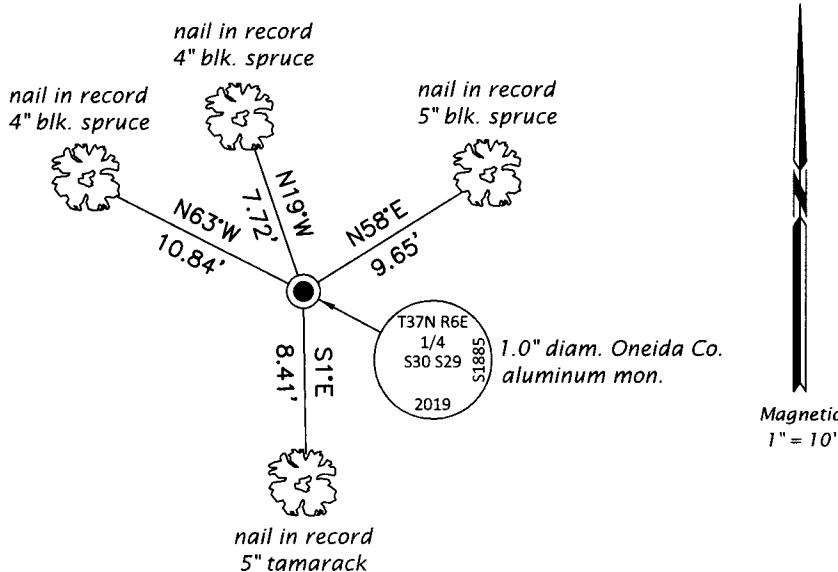 nail in record
4" blk. spruce
nail in record
4" blk. spruce
nail in record
5" blk. spruce
N63°W
10.84'
N19°W
7.72'
N58°E
9.65'
S1°E
8.41'
T37N R6E
1/4
S30 S29
S1885
2019
1.0" diam. Oneida Co.
aluminum mon.
nail in record
5" tamarack
N
Magnetic
1" = 10'